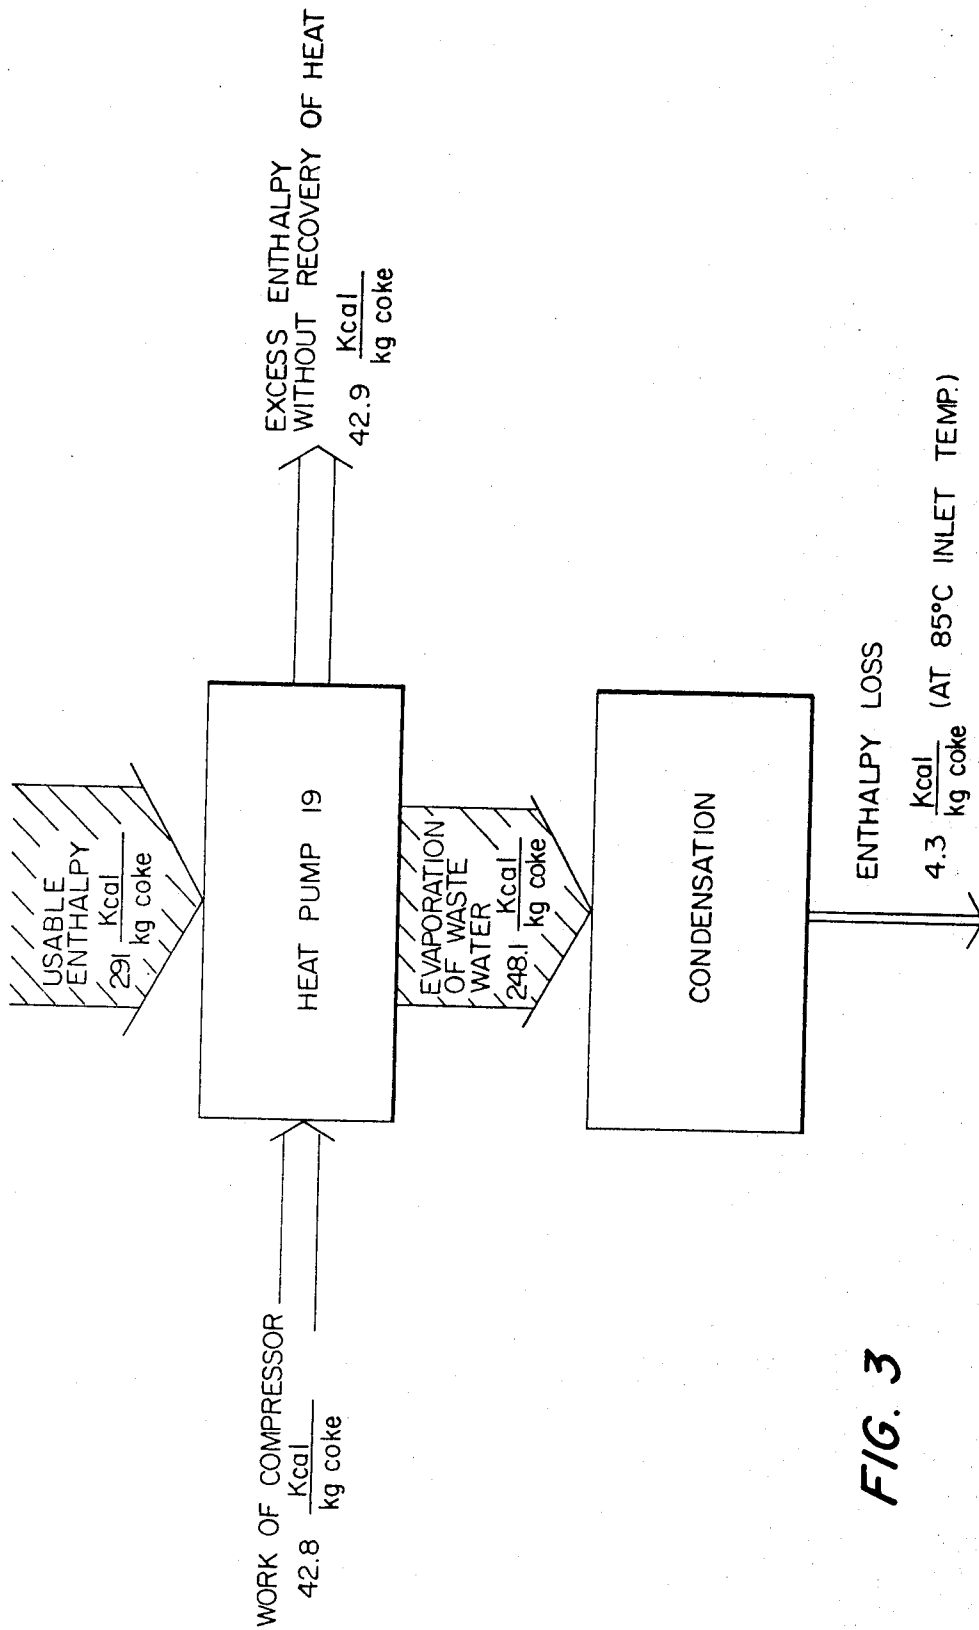 USABLE
ENTHALPY
291 Kcal
kg coke
WORK OF COMPRESSOR
42.8 Kcal
kg coke
HEAT PUMP 19
EXCESS ENTHALPY
WITHOUT RECOVERY OF HEAT
42.9 Kcal
kg coke
EVAPORATION
OF WASTE
WATER
248.1 Kcal
kg coke
CONDENSATION
ENTHALPY LOSS
4.3 Kcal
kg coke (AT 85°C INLET TEMP.)
FIG. 3